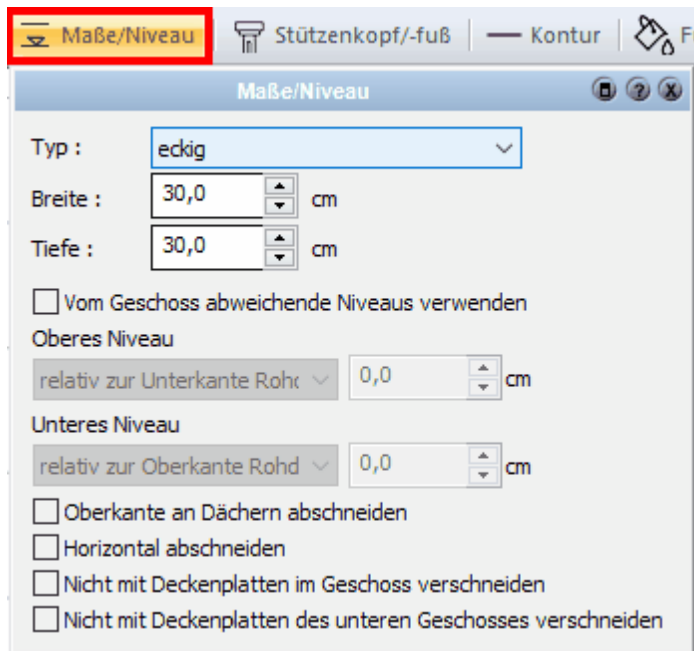 Maße/Niveau Stützenkopf/-fuß Kontur F
Maße/Niveau
Typ : eckig
Breite : 30,0 cm
Tiefe : 30,0 cm
Vom Geschoss abweichende Niveaus verwenden
Oberes Niveau
relativ zur Unterkante Rohd 0,0 cm
Unteres Niveau
relativ zur Oberkante Rohd 0,0 cm
Oberkante an Dächern abschneiden
Horizontal abschneiden
Nicht mit Deckenplatten im Geschoss verschneiden
Nicht mit Deckenplatten des unteren Geschosses verschneiden